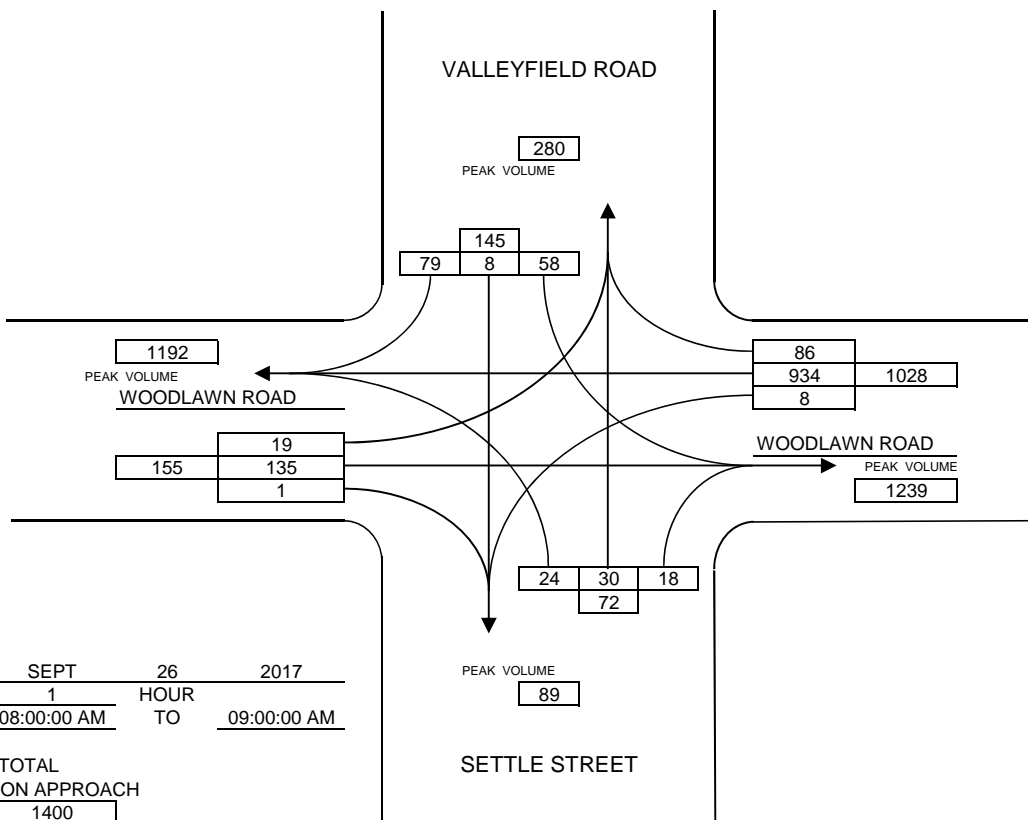 VALLEYFIELD ROAD
280
PEAK VOLUME
145
79 8 58
1192
PEAK VOLUME
WOODLAWN ROAD
86
934 1028
8
19
155 135
1
WOODLAWN ROAD
PEAK VOLUME
1239
24 30 18
72
SEPT 26 2017
1 HOUR
08:00:00 AM TO 09:00:00 AM
PEAK VOLUME
89
SETTLE STREET
TOTAL
ON APPROACH
1400